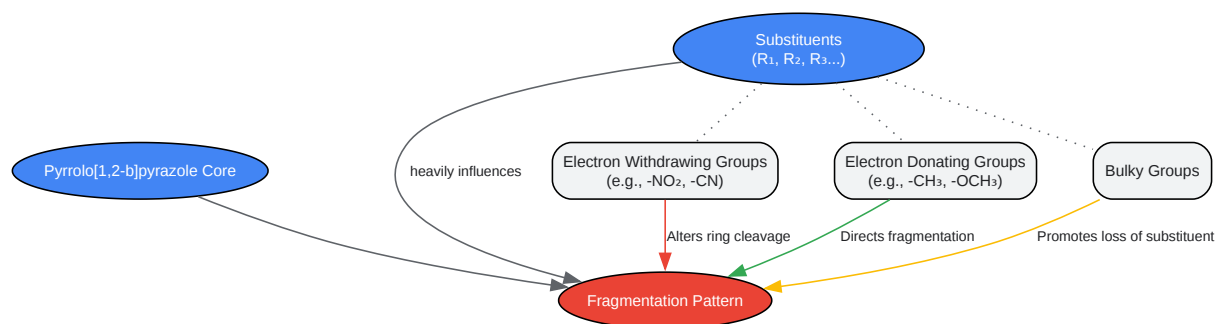 Substituents
(R₁, R₂, R₃...)
Pyrrolo[1,2-b]pyrazole Core
heavily influences
Electron Withdrawing Groups
(e.g., -NO₂, -CN)
Electron Donating Groups
(e.g., -CH₃, -OCH₃)
Bulky Groups
Alters ring cleavage
Directs fragmentation
Promotes loss of substituent
Fragmentation Pattern